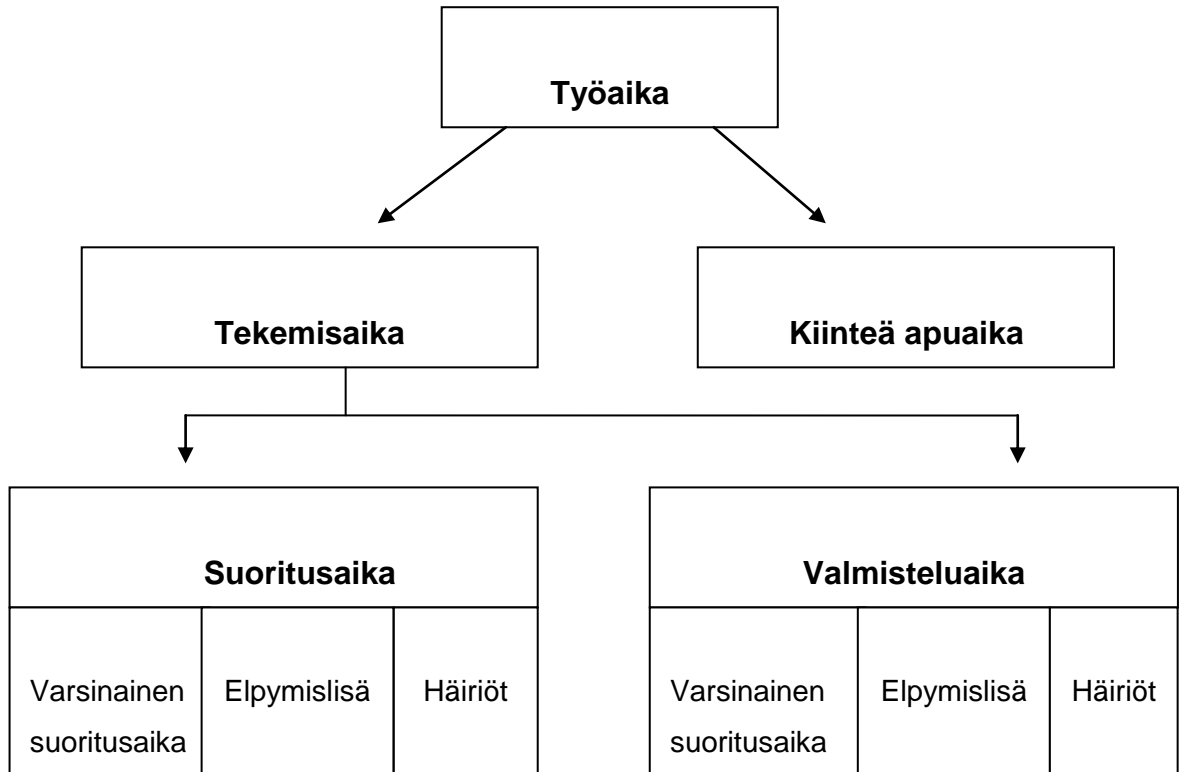 Työaika
Tekemisaika
Kiinteä apuaika
Suoritusaika
Valmisteluaika
Varsinainen
suoritusaika
Elpymislisä
Häiriöt
Varsinainen
suoritusaika
Elpymislisä
Häiriöt